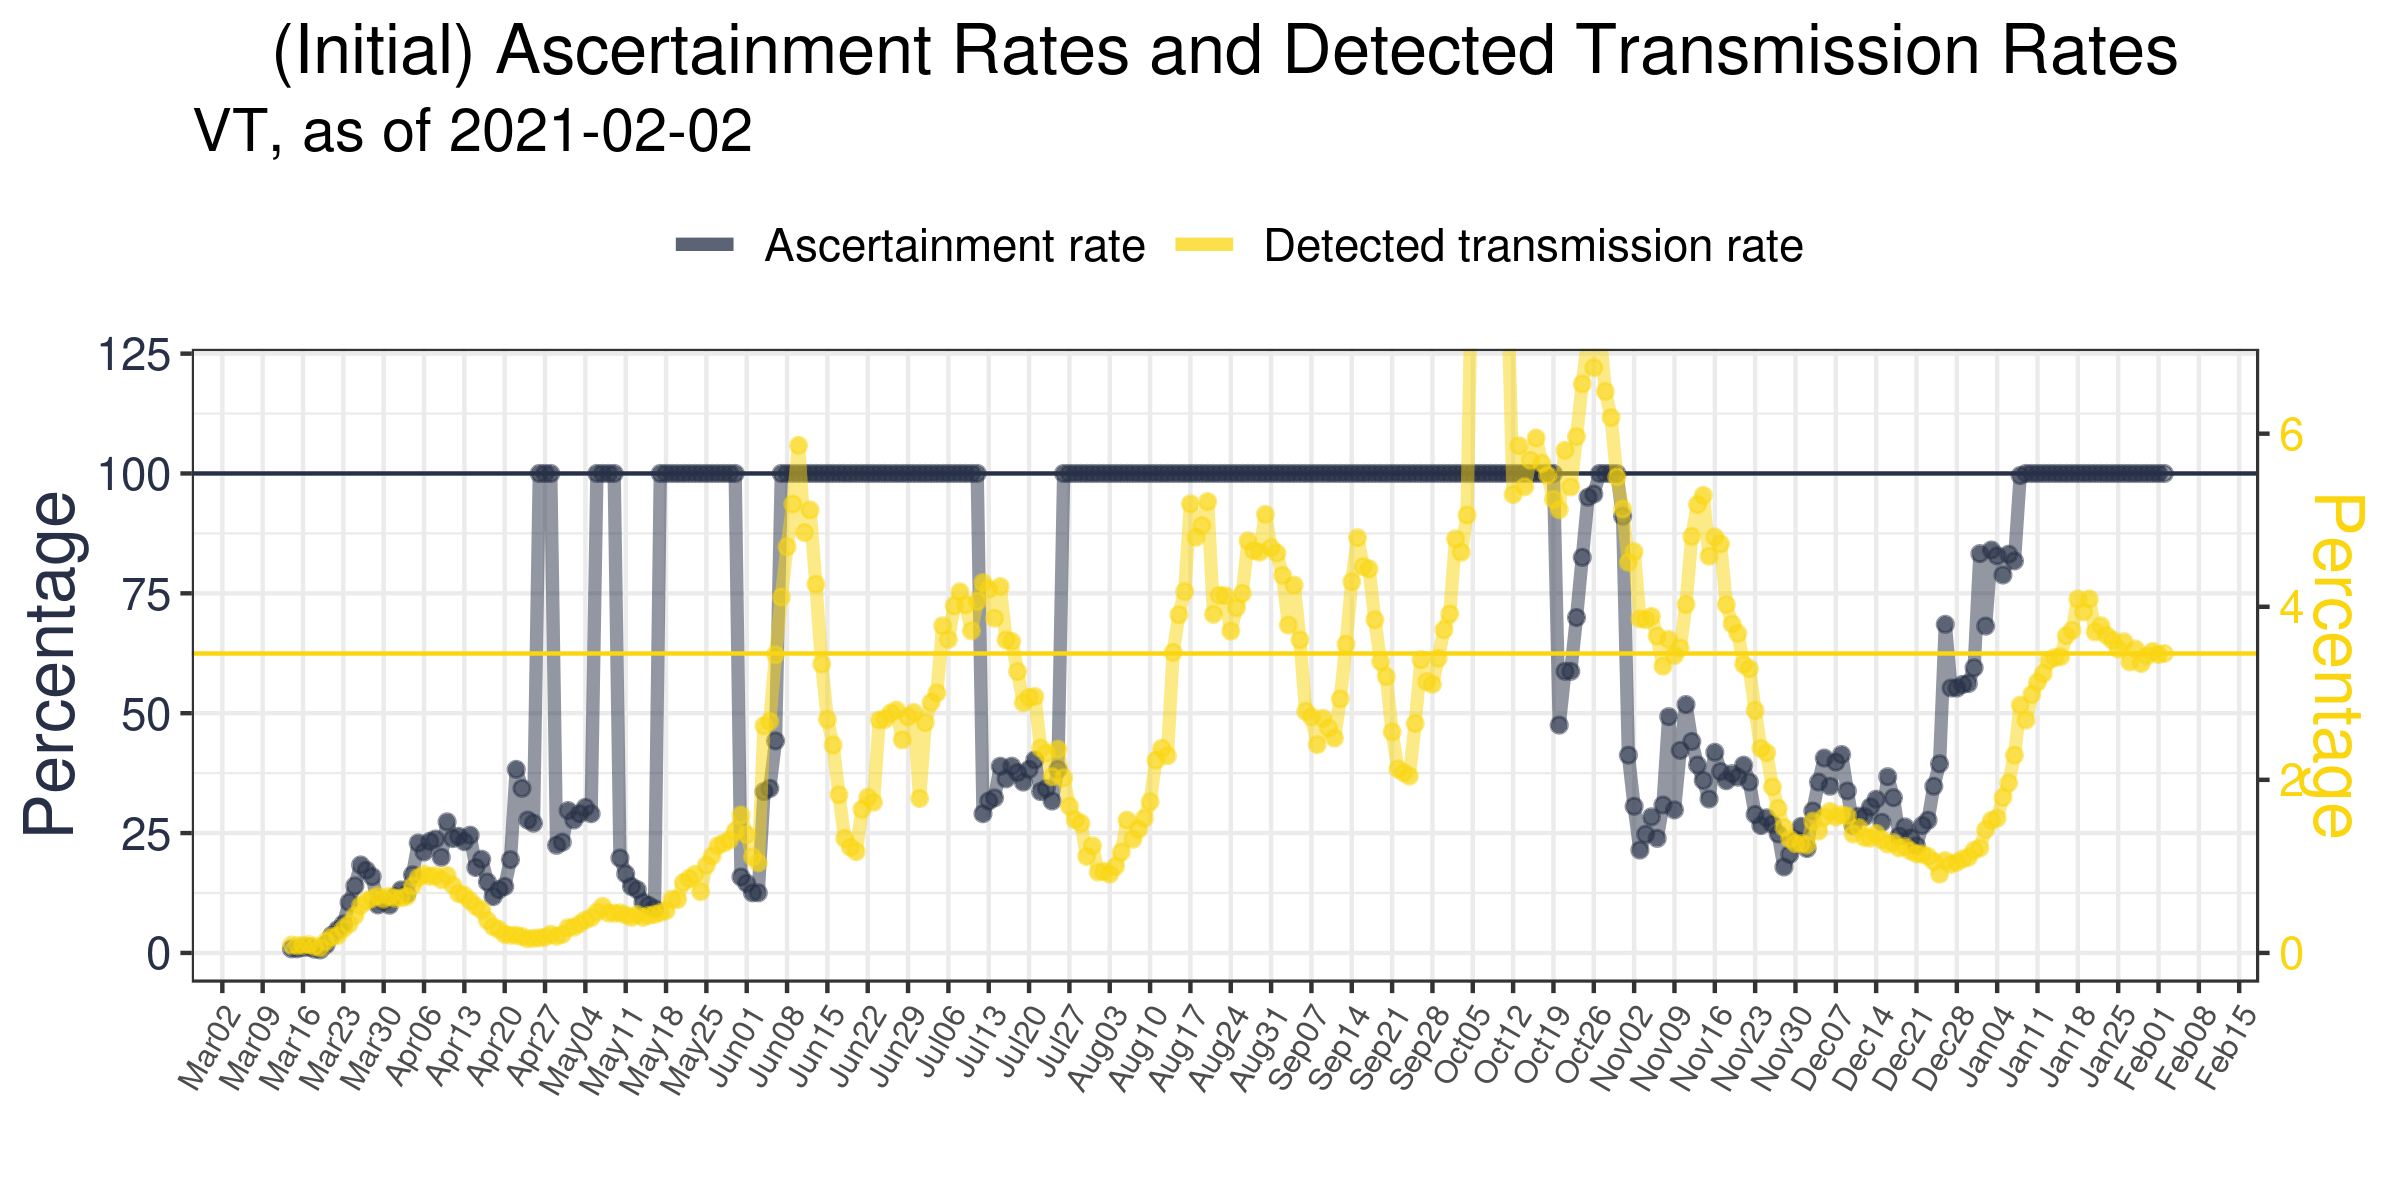 (Initial) Ascertainment Rates and Detected Transmission Rates
VT, as of 2021-02-02
Ascertainment rate
Detected transmission rate
Percentage
125
100
75
50
25
0
6
4
2
0
Percentage
Mar02
Mar09
Mar16
Mar23
Mar30
Apr06
Apr13
Apr20
Apr27
May04
May11
May18
May25
Jun01
Jun08
Jun15
Jun22
Jun29
Jul06
Jul13
Jul20
Jul27
Aug03
Aug10
Aug17
Aug24
Aug31
Sep07
Sep14
Sep21
Sep28
Oct05
Oct12
Oct19
Oct26
Nov02
Nov09
Nov16
Nov23
Nov30
Dec07
Dec14
Dec21
Dec28
Jan04
Jan11
Jan18
Jan25
Feb01
Feb08
Feb15